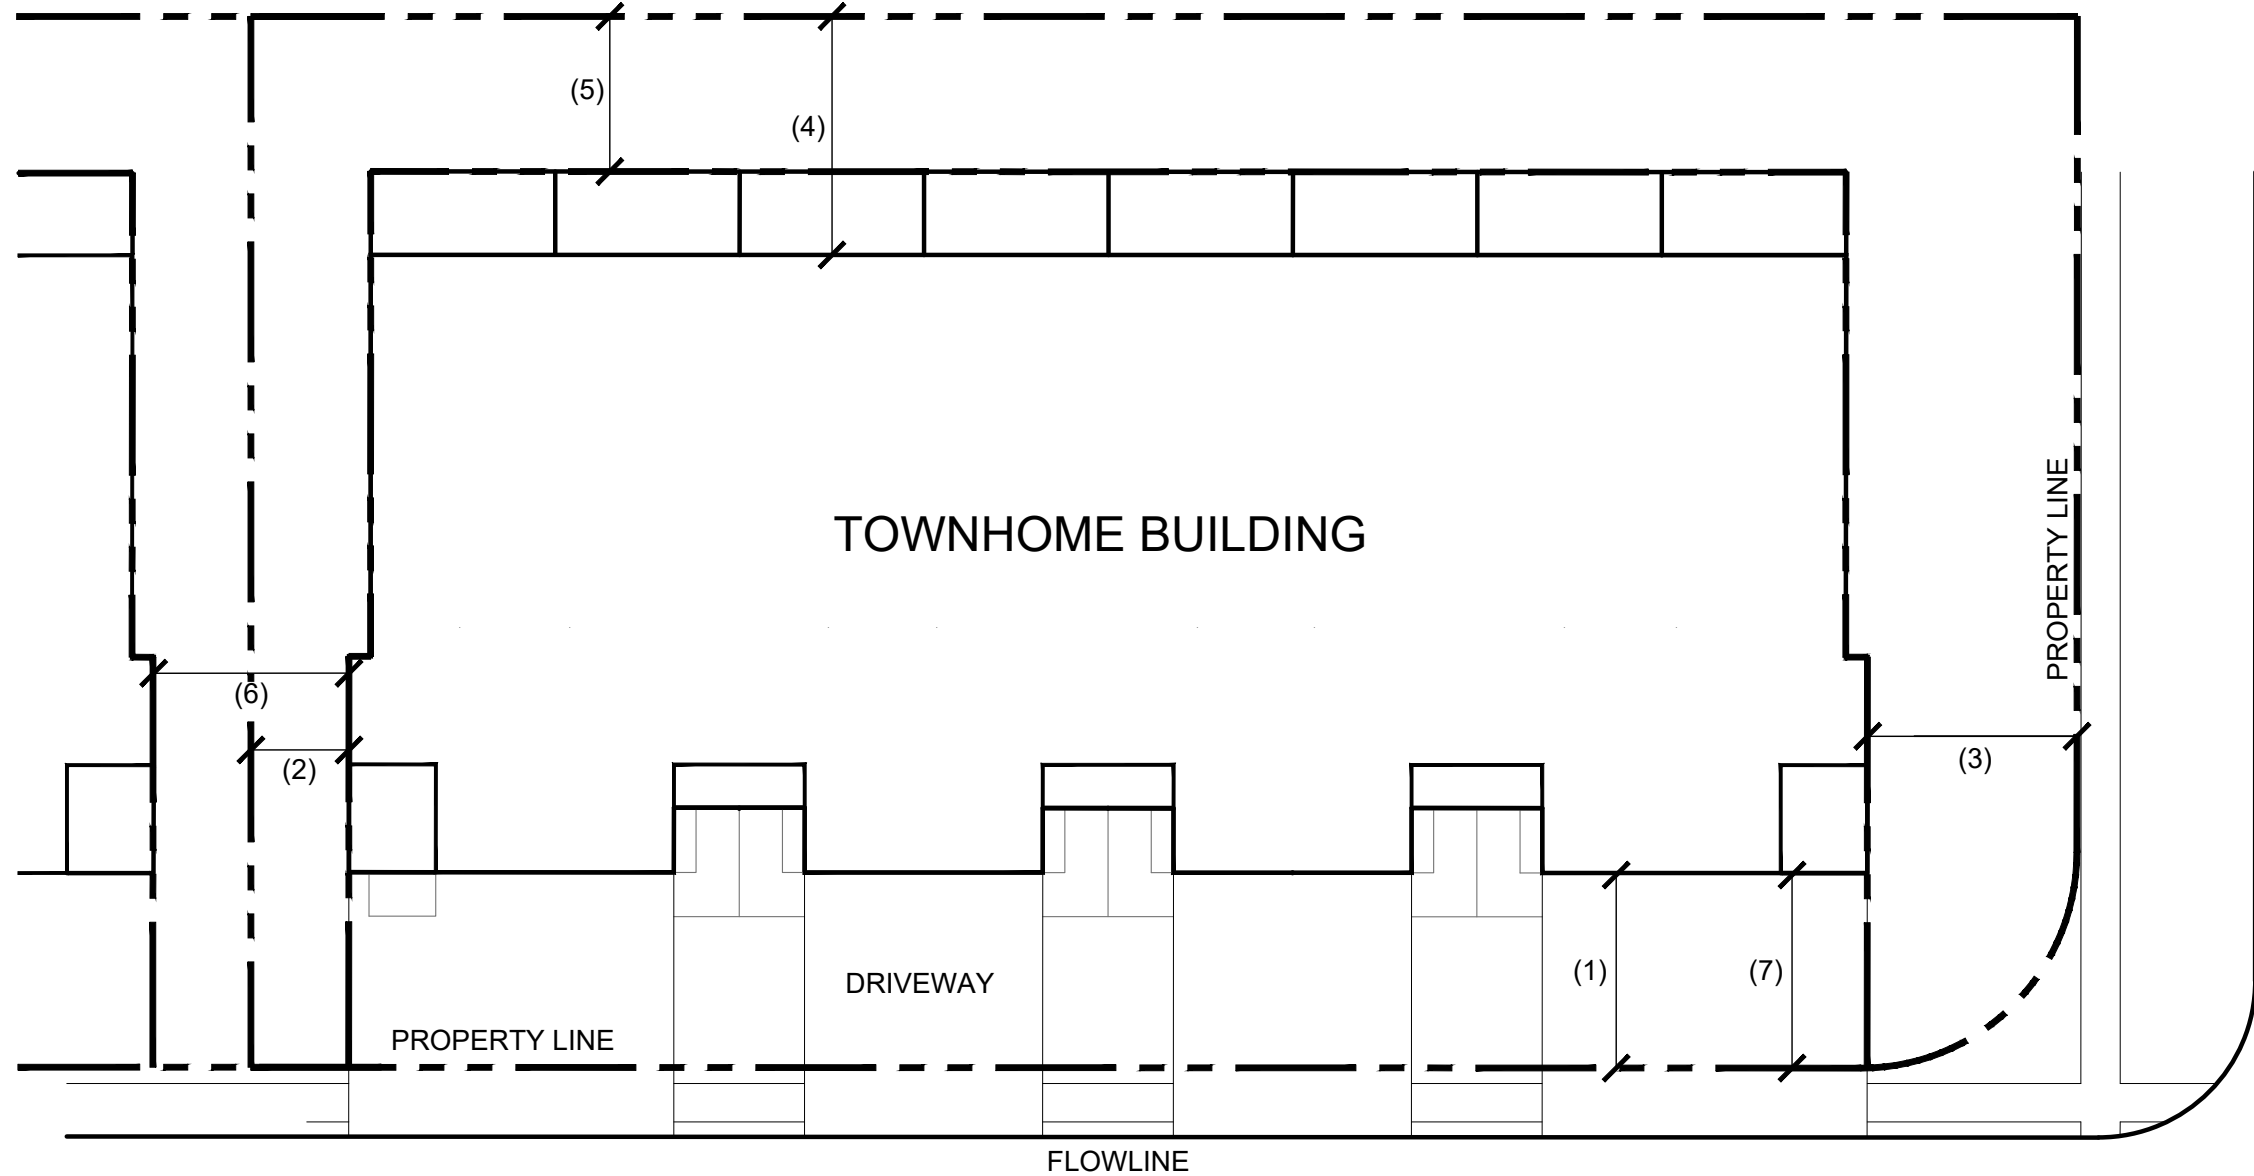 (5)
(4)
TOWNHOME BUILDING
PROPERTY LINE
(6)
(2)
(3)
(1)
(7)
DRIVEWAY
PROPERTY LINE
FLOWLINE